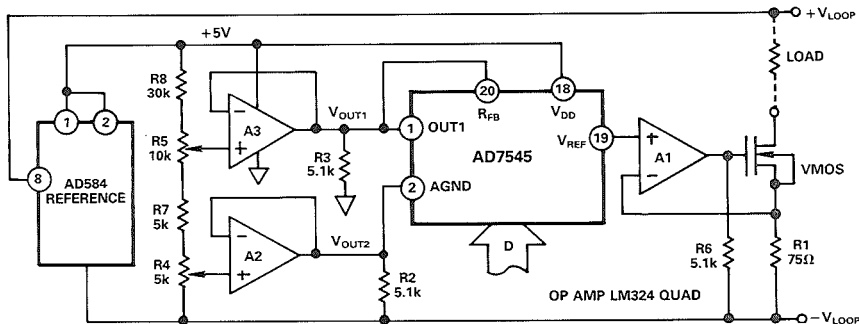 +VLOOP
+5V
LOAD
R8
30k
20
18
VOUT1
RFB
VDD
1
2
A3
1
OUT1
VREF
19
+
R5
10k
+
AD7545
A1
8
AD584
REFERENCE
R3
5.1k
2
AGND
VMOS
R7
5k
VOUT2
D
R6
5.1k
R1
75Ω
A2
R4
5k
+
R2
5.1k
OP AMP LM324 QUAD
−VLOOP